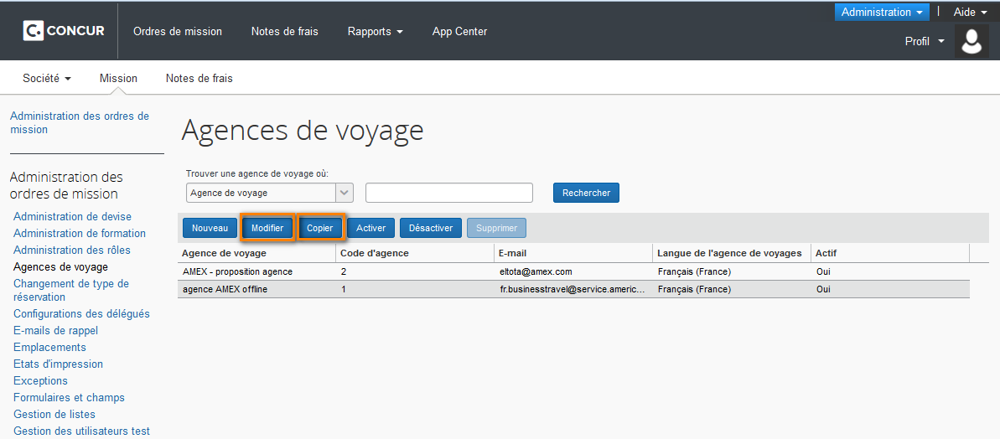 Administration Aide
CONCUR Ordres de mission Notes de frais Rapports App Center
Profil
Société Mission Notes de frais
Administration des ordres de
mission
Agences de voyage
Administration des
ordres de mission
Administration de devise
Administration de formation
Administration des rôles
Agences de voyage
Changement de type de
réservation
Configurations des délégués
E-mails de rappel
Emplacements
Etats d'impression
Exceptions
Formulaires et champs
Gestion de listes
Gestion des utilisateurs test
Trouver une agence de voyage où:
Agence de voyage Rechercher
Nouveau Modifier Copier Activer Désactiver Supprimer
Agence de voyage Code d'agence E-mail Langue de l'agence de voyages Actif
AMEX - proposition agence 2 eltota@amex.com Français (France) Oui
agence AMEX offline 1 fr.businesstravel@service.americ... Français (France) Oui